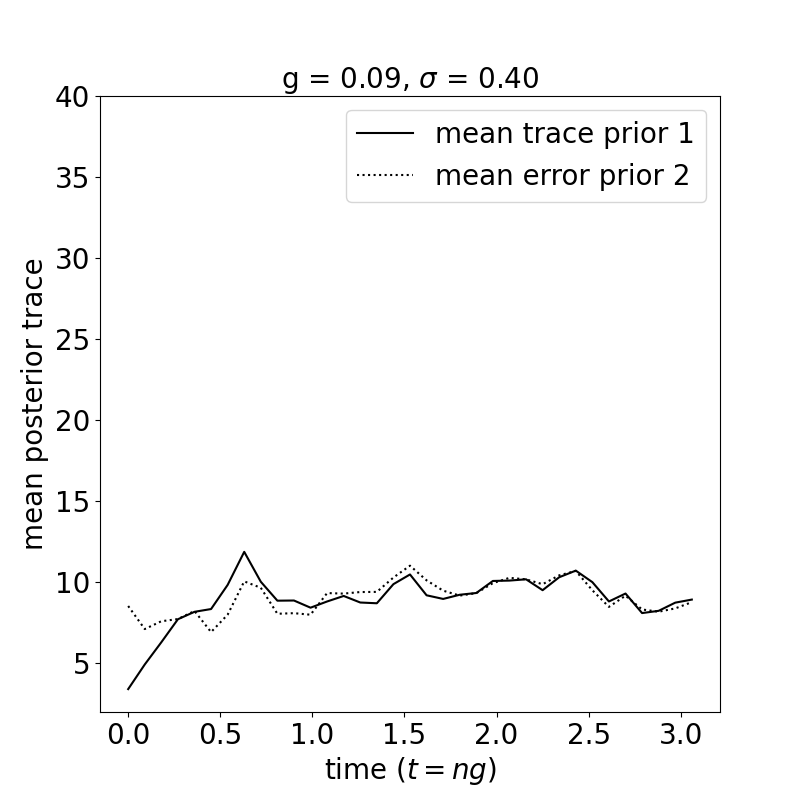 g = 0.09, σ = 0.40
mean trace prior 1
mean error prior 2
mean posterior trace
40
35
30
25
20
15
10
5
0.0 0.5 1.0 1.5 2.0 2.5 3.0
time (t = ng)